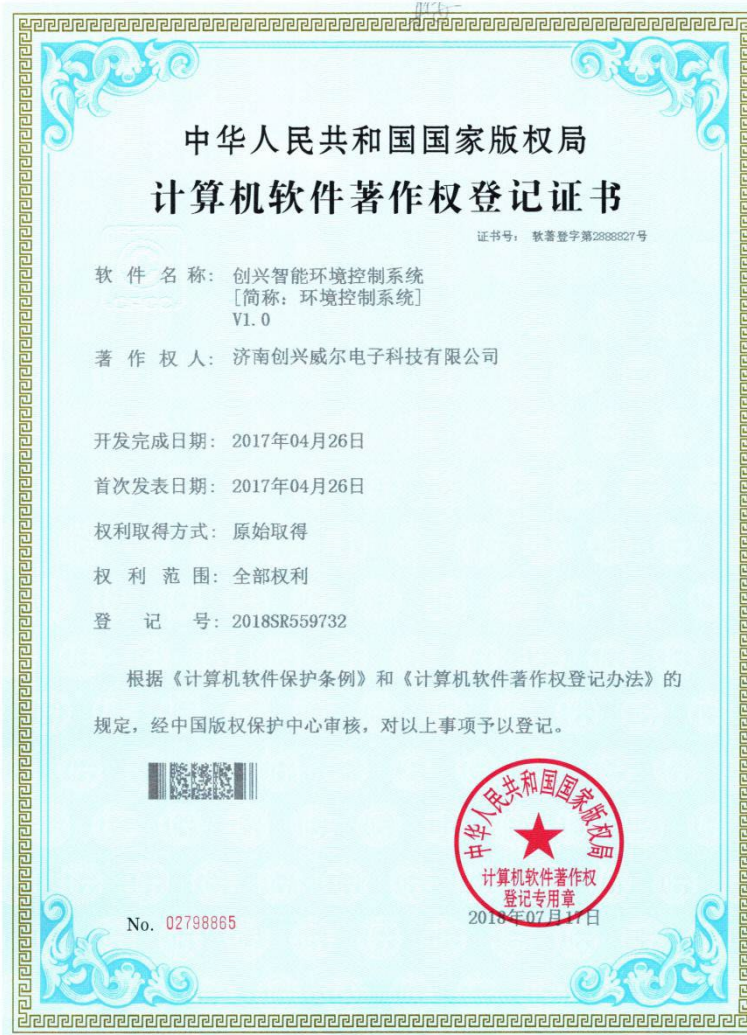 中华人民共和国国家版权局
计算机软件著作权登记证书
证书号： 软著登字第2888827号
软件名称： 创兴智能环境控制系统
[简称：环境控制系统]
V1.0
著作权人： 济南创兴威尔电子科技有限公司
开发完成日期： 2017年04月26日
首次发表日期： 2017年04月26日
权利取得方式： 原始取得
权利范围： 全部权利
登记号： 2018SR559732
根据《计算机软件保护条例》和《计算机软件著作权登记办法》的
规定，经中国版权保护中心审核，对以上事项予以登记。
中华人民共和国国家版权局
计算机软件著作权
登记专用章
2018年07月17日
No. 02798865